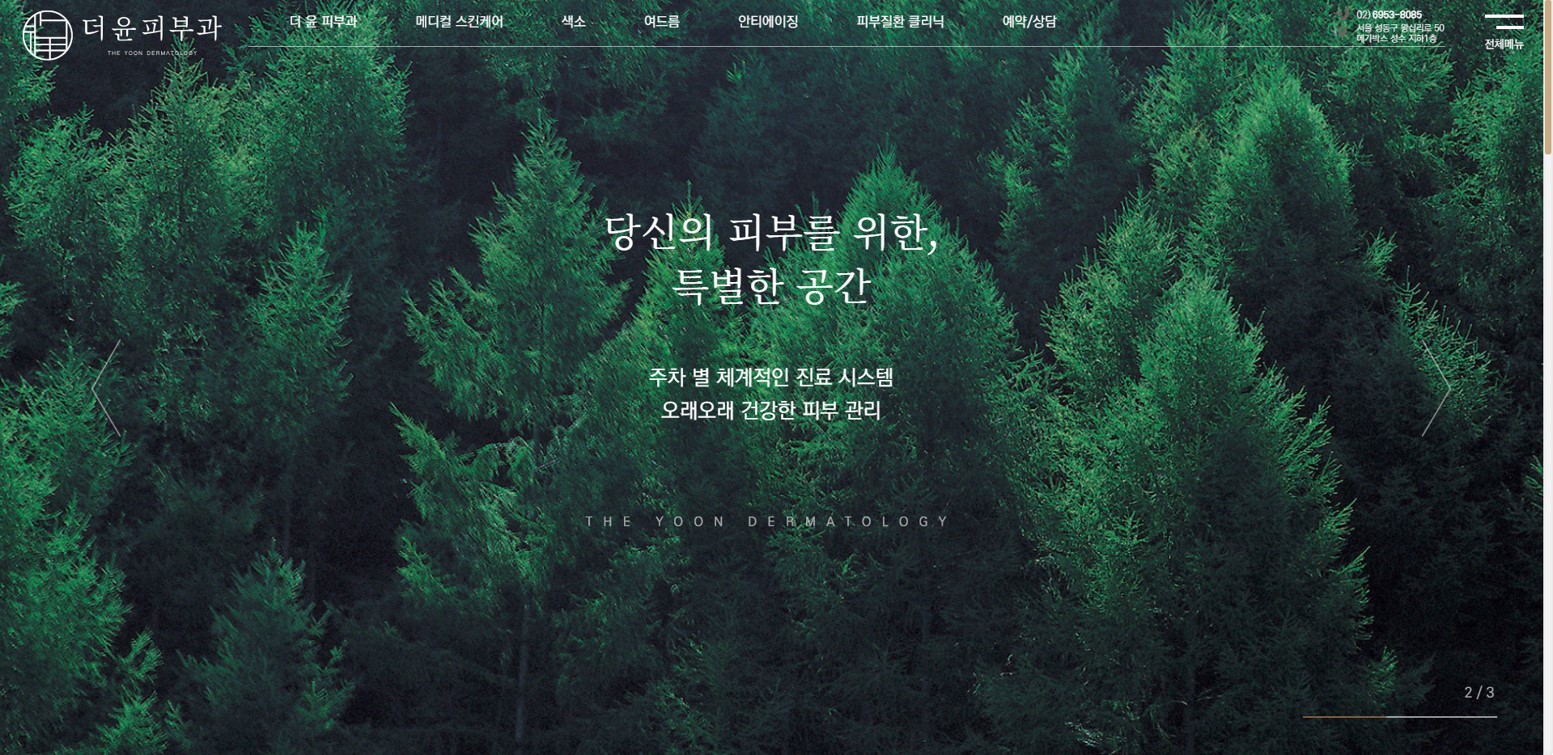 더윤피부과
THE YOON DERMATOLOGY
더 윤 피부과 메디컬 스킨케어 색소 여드름 안티에이징 피부질환 클리닉 예약/상담
02) 6953-8085
서울 성동구 왕십리로 50
메가박스 성수 지하1층
전체메뉴
당신의 피부를 위한,
특별한 공간
주차 별 체계적인 진료 시스템
오래오래 건강한 피부 관리
THE YOON DERMATOLOGY
2 / 3